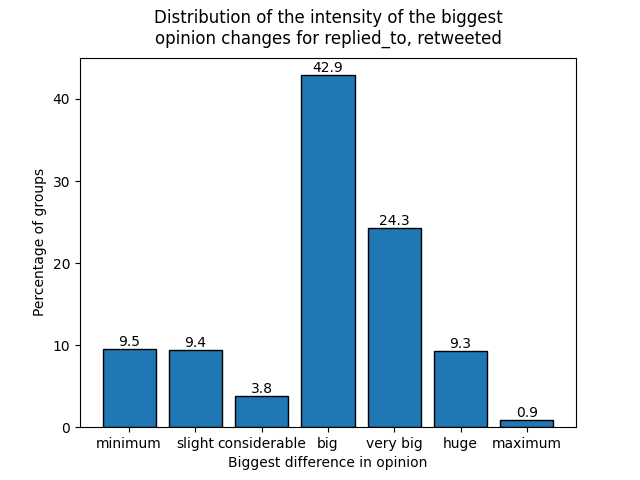 Distribution of the intensity of the biggest
opinion changes for replied_to, retweeted
42.9
40
30
24.3
20
10
9.5
9.4
9.3
3.8
0.9
0
Percentage of groups
minimum slight considerable big very big huge maximum
Biggest difference in opinion